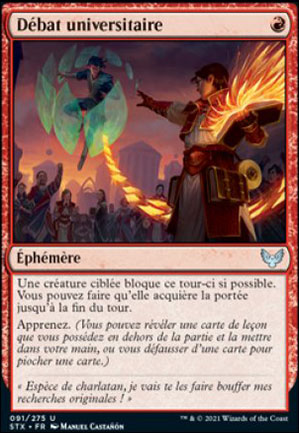 Débat universitaire
Éphémère
Une créature ciblée bloque ce tour-ci si possible.
Vous pouvez faire qu'elle acquière la portée
jusqu'à la fin du tour.
Apprenez. (Vous pouvez révéler une carte de leçon
que vous possédez en dehors de la partie et la mettre
dans votre main, ou vous défausser d'une carte pour
piocher une carte.)
« Espèce de charlatan, je vais te les faire bouffer mes
recherches originales ! »
091/275 U
STX • FR Manuel Castañón
™ & © 2021 Wizards of the Coast